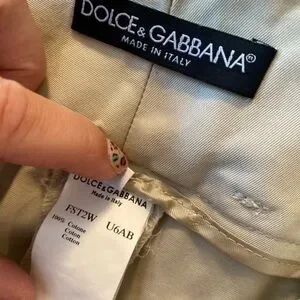 DOLCE & GABBANA®
MADE IN ITALY
DOLCE & GABBANA
Made in Italy
FST2W U6AB
100% Cotone
Coton
Cotton